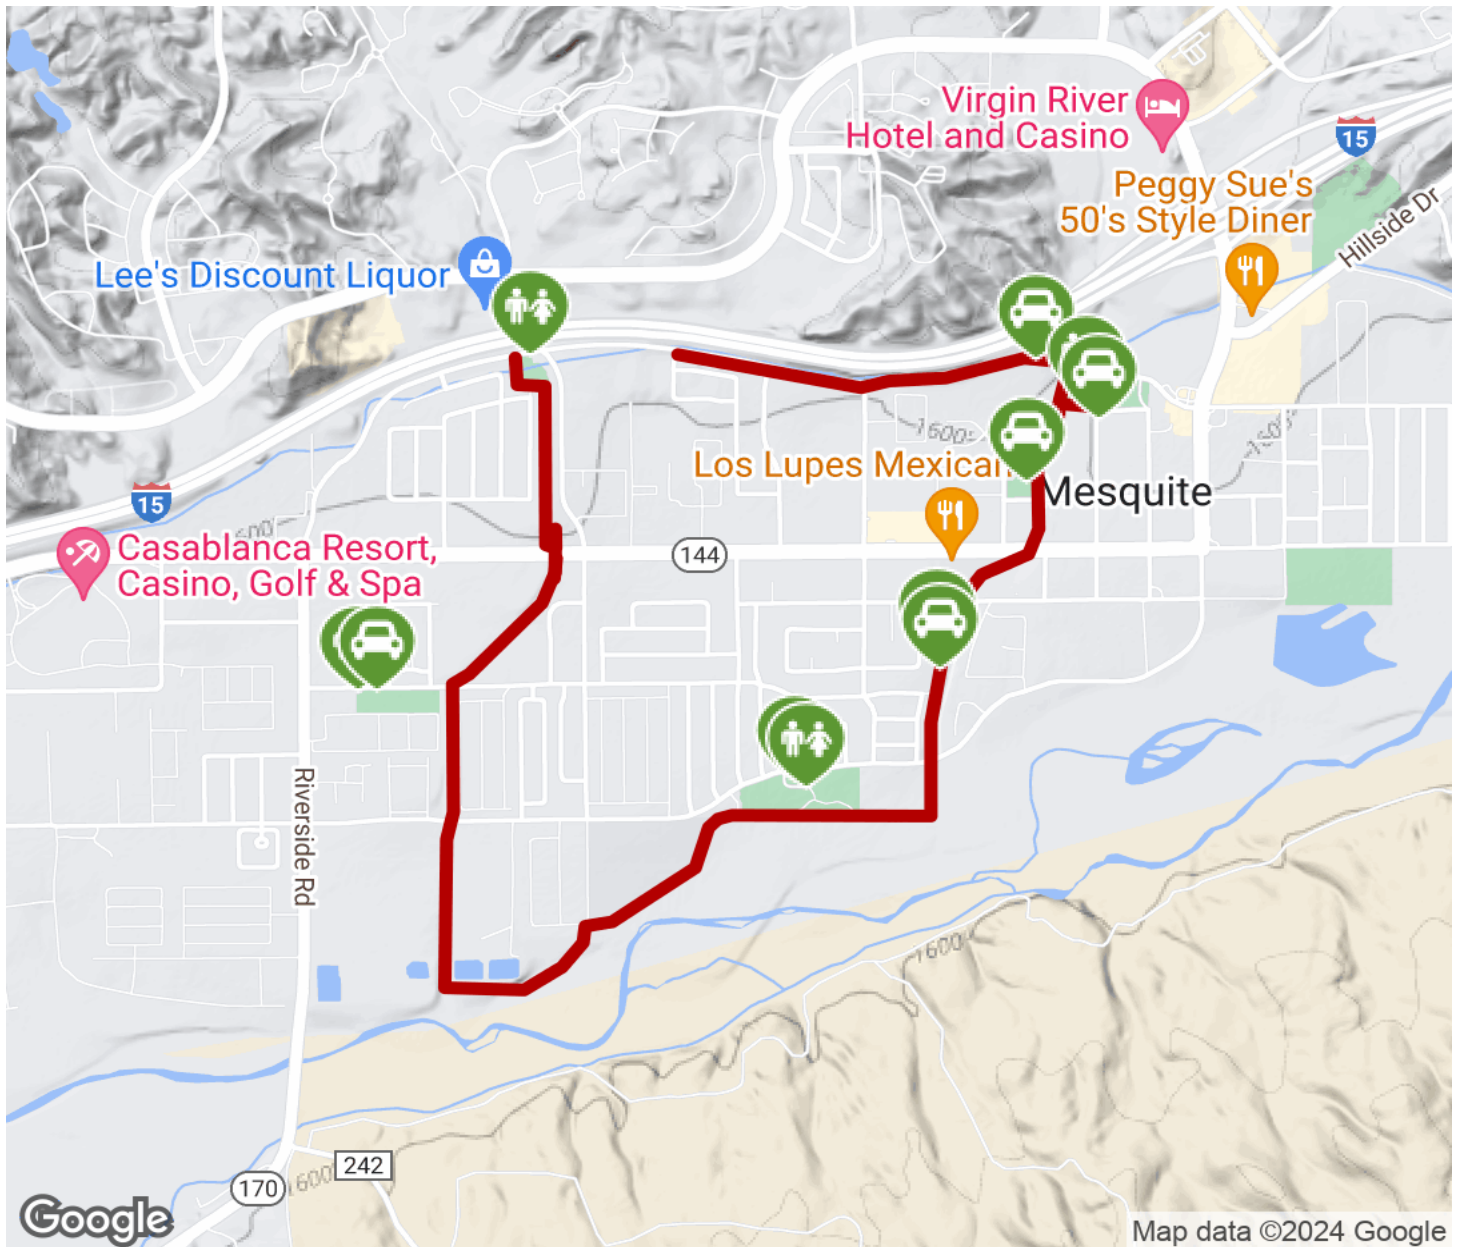 Virgin River
Hotel and Casino
15
Peggy Sue's
50's Style Diner
Hillside Dr
Lee's Discount Liquor
1600
1600
Los Lupes Mexican
Mesquite
15
1600
144
Casablanca Resort,
Casino, Golf & Spa
Riverside Rd
1600
242
170
1600
Google
Map data ©2024 Google